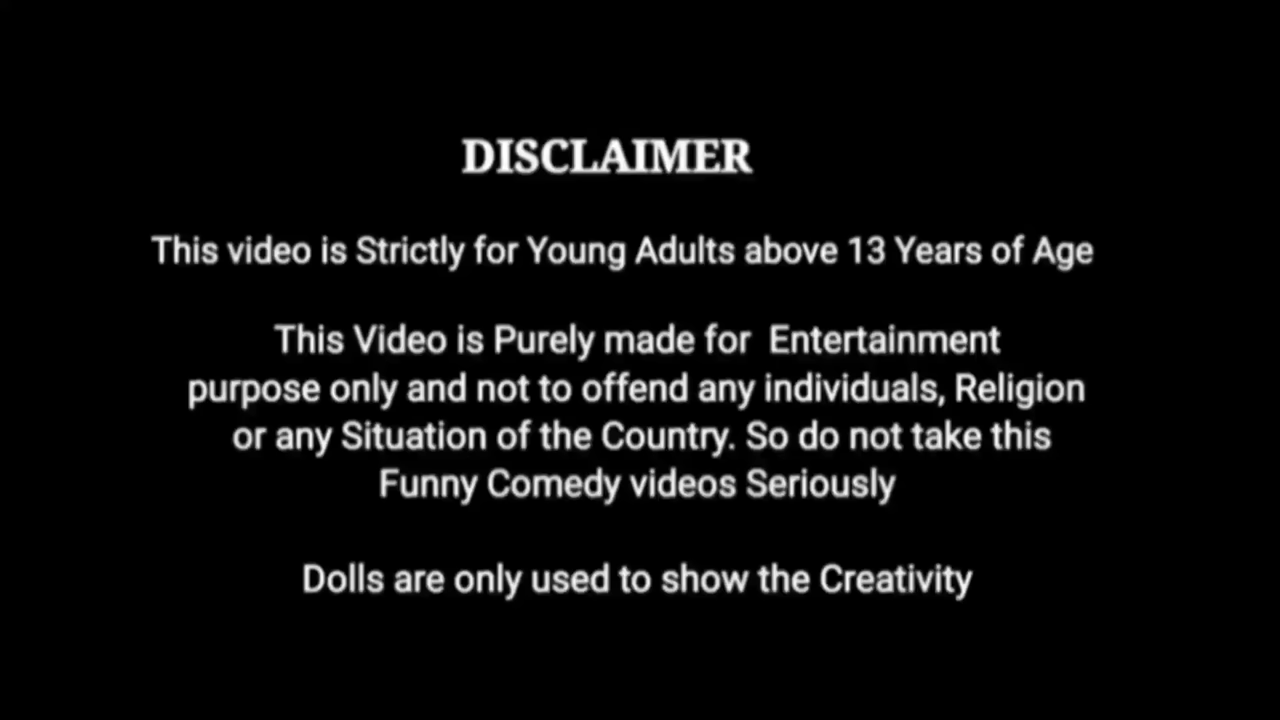 DISCLAIMER
This video is Strictly for Young Adults above 13 Years of Age
This Video is Purely made for Entertainment
purpose only and not to offend any individuals, Religion
or any Situation of the Country. So do not take this
Funny Comedy videos Seriously
Dolls are only used to show the Creativity